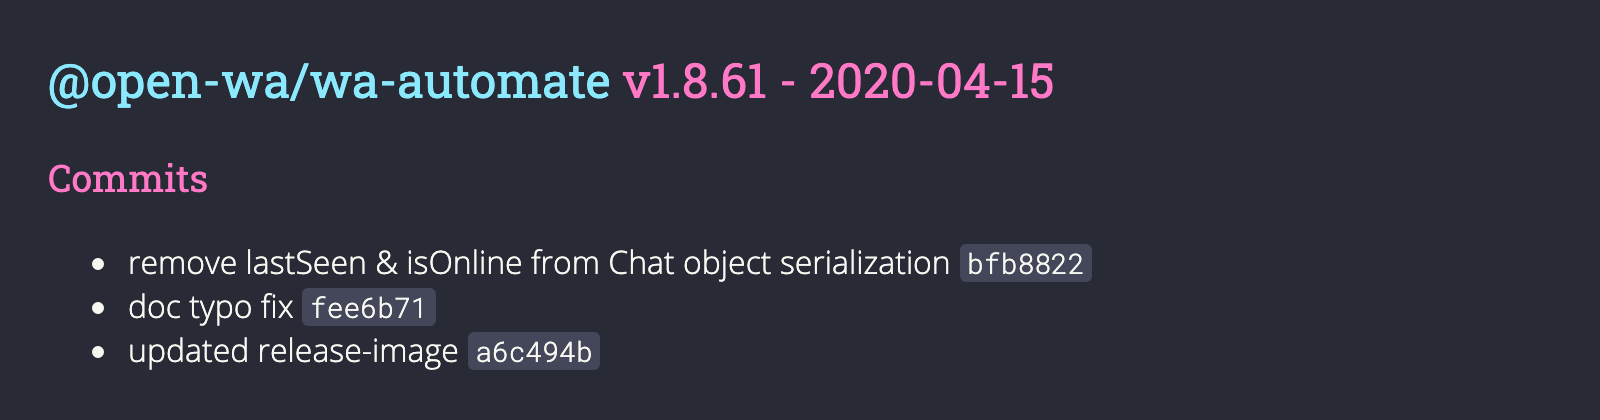 @open-wa/wa-automate v1.8.61 - 2020-04-15
Commits
• remove lastSeen & isOnline from Chat object serialization bfb8822
• doc typo fix fee6b71
• updated release-image a6c494b